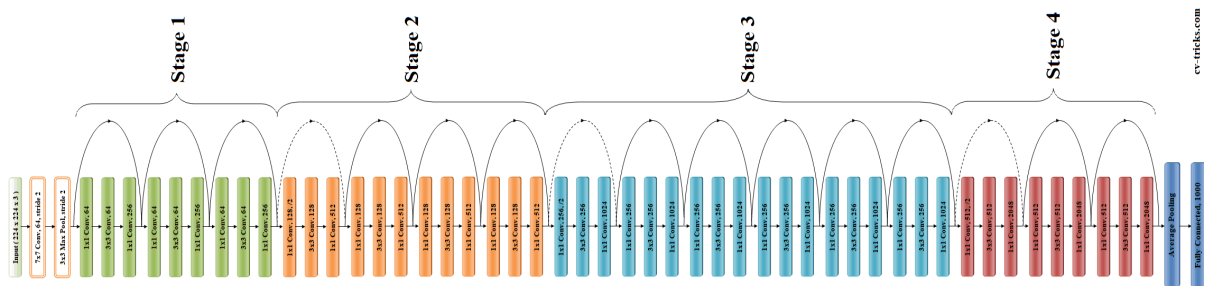 Stage 1
Stage 2
Stage 3
Stage 4
cv-tricks.com
Input ( 224 x 224 x 3 )
7x7 Conv, 64, stride 2
3x3 Max Pool, stride 2
1x1 Conv, 64
3x3 Conv, 64
1x1 Conv, 256
1x1 Conv, 64
3x3 Conv, 64
1x1 Conv, 256
1x1 Conv, 64
3x3 Conv, 64
1x1 Conv, 256
1x1 Conv, 128, /2
3x3 Conv, 128
1x1 Conv, 512
1x1 Conv, 128
3x3 Conv, 128
1x1 Conv, 512
1x1 Conv, 128
3x3 Conv, 128
1x1 Conv, 512
1x1 Conv, 128
3x3 Conv, 128
1x1 Conv, 512
1x1 Conv, 256, /2
3x3 Conv, 256
1x1 Conv, 1024
1x1 Conv, 256
3x3 Conv, 256
1x1 Conv, 1024
1x1 Conv, 256
3x3 Conv, 256
1x1 Conv, 1024
1x1 Conv, 256
3x3 Conv, 256
1x1 Conv, 1024
1x1 Conv, 256
3x3 Conv, 256
1x1 Conv, 1024
1x1 Conv, 256
3x3 Conv, 256
1x1 Conv, 1024
1x1 Conv, 512, /2
3x3 Conv, 512
1x1 Conv, 2048
1x1 Conv, 512
3x3 Conv, 512
1x1 Conv, 2048
1x1 Conv, 512
3x3 Conv, 512
1x1 Conv, 2048
Average Pooling
Fully Connected, 1000